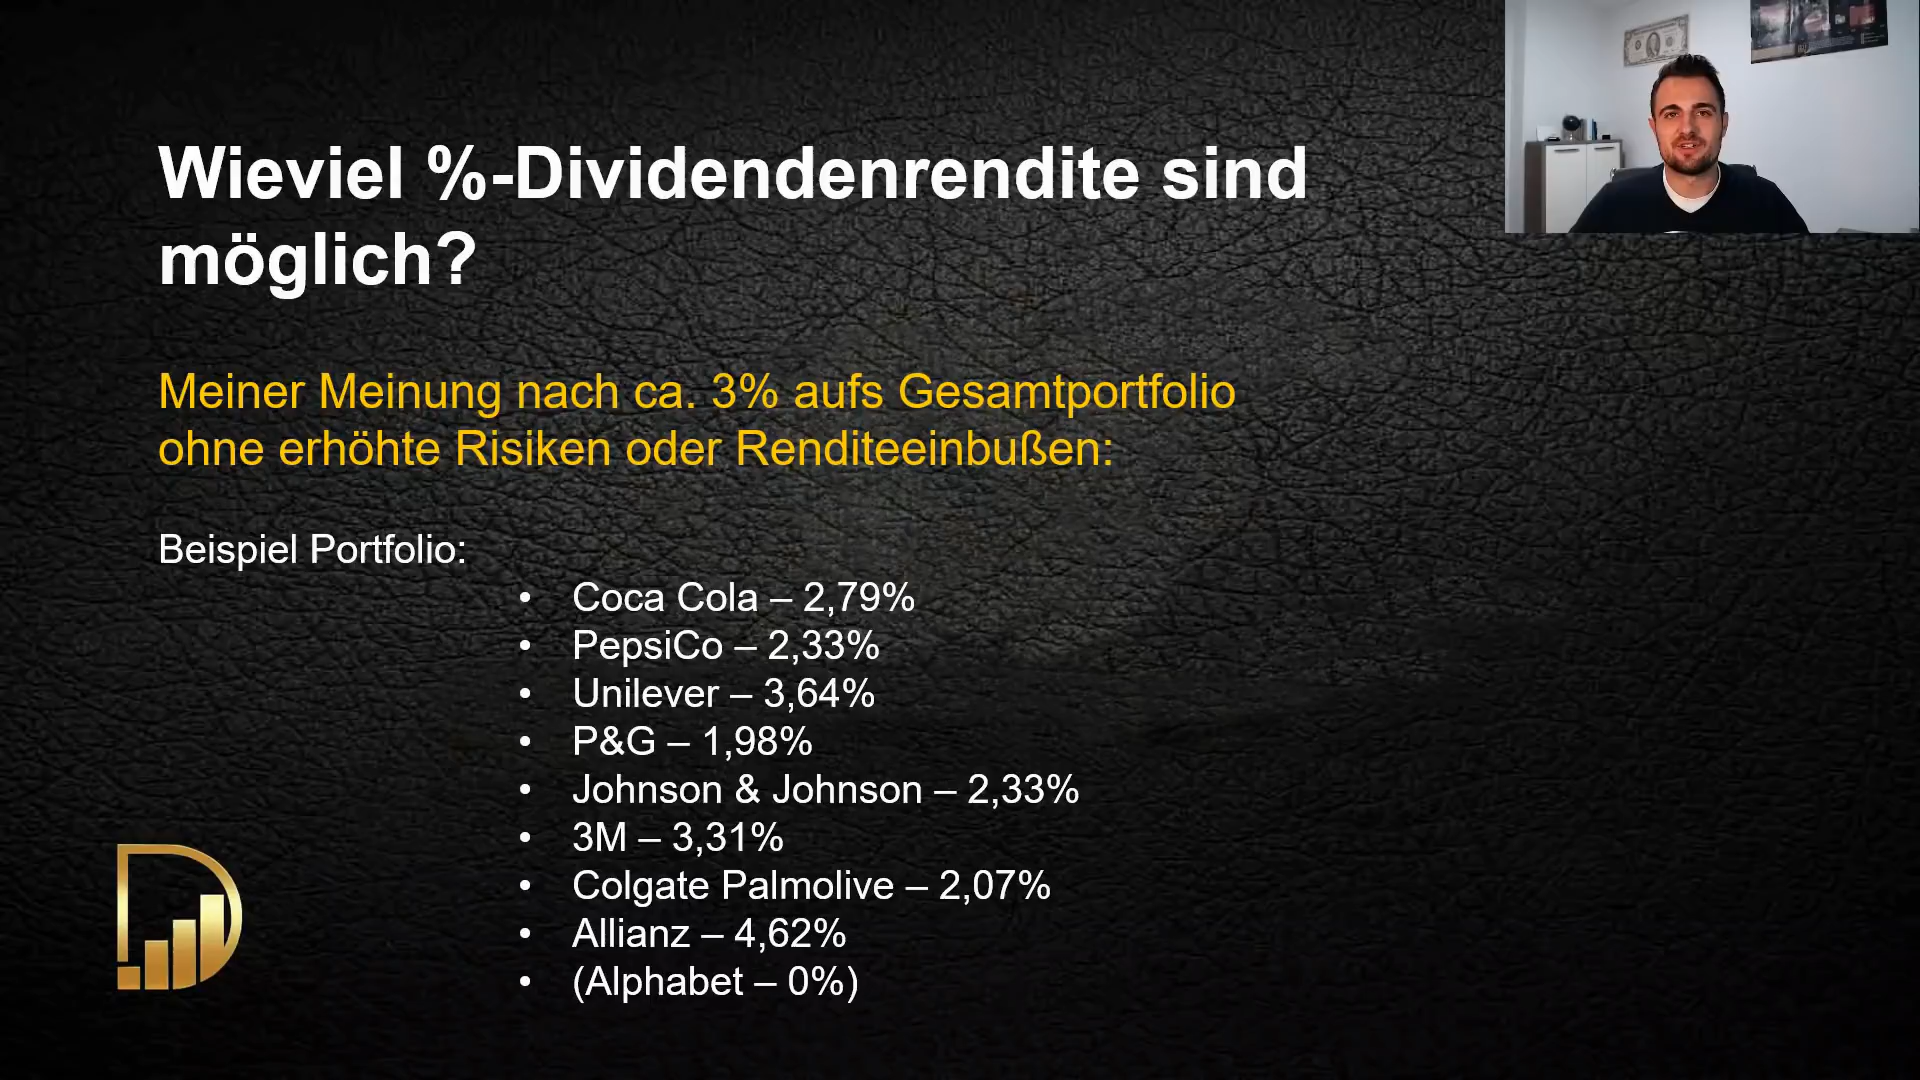 Wieviel %-Dividendenrendite sind
möglich?
Meiner Meinung nach ca. 3% aufs Gesamtportfolio
ohne erhöhte Risiken oder Renditeeinbußen:
Beispiel Portfolio:
• Coca Cola – 2,79%
• PepsiCo – 2,33%
• Unilever – 3,64%
• P&G – 1,98%
• Johnson & Johnson – 2,33%
• 3M – 3,31%
• Colgate Palmolive – 2,07%
• Allianz – 4,62%
• (Alphabet – 0%)